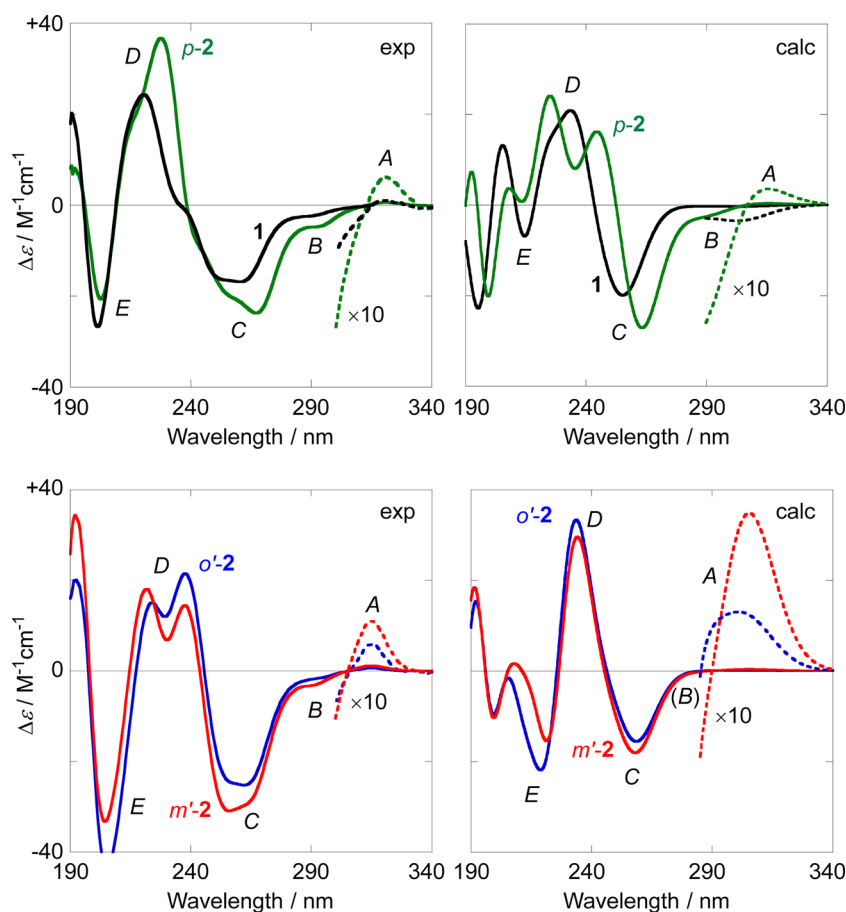 +40
exp
calc
D
p-2
D
p-2
A
A
0
1
B
B
E
1
E
×10
×10
C
C
-40
190 240 290 340
190 240 290 340
Wavelength / nm
Wavelength / nm
Δε / M⁻¹cm⁻¹
+40
exp
calc
o'-2
D
D
o'-2
A
A
0
B
(B)
×10
×10
m'-2
E
m'-2
C
E
C
-40
190 240 290 340
190 240 290 340
Wavelength / nm
Wavelength / nm
Δε / M⁻¹cm⁻¹